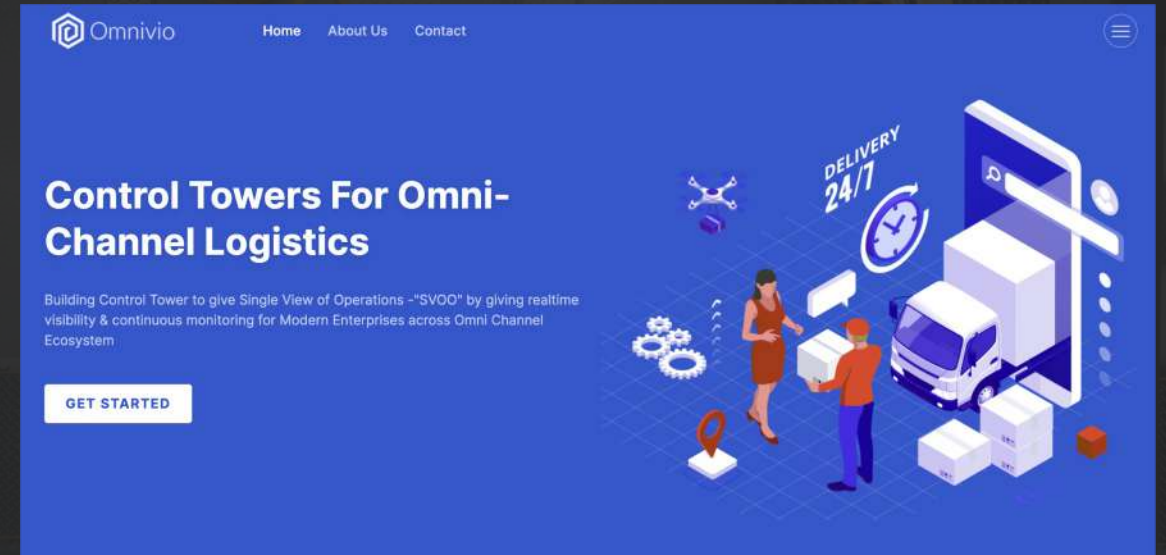 Omnivio
Home
About Us
Contact
DELIVERY
24/7
Control Towers For Omni-
Channel Logistics
Building Control Tower to give Single View of Operations -"SVOO" by giving realtime
visibility & continuous monitoring for Modern Enterprises across Omni Channel
Ecosystem
GET STARTED